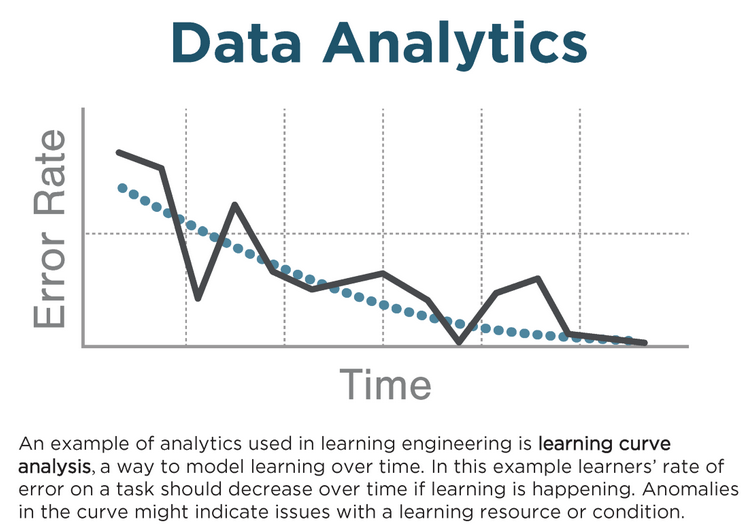 Data Analytics
Error Rate
Time
An example of analytics used in learning engineering is learning curve
analysis, a way to model learning over time. In this example learners' rate of
error on a task should decrease over time if learning is happening. Anomalies
in the curve might indicate issues with a learning resource or condition.